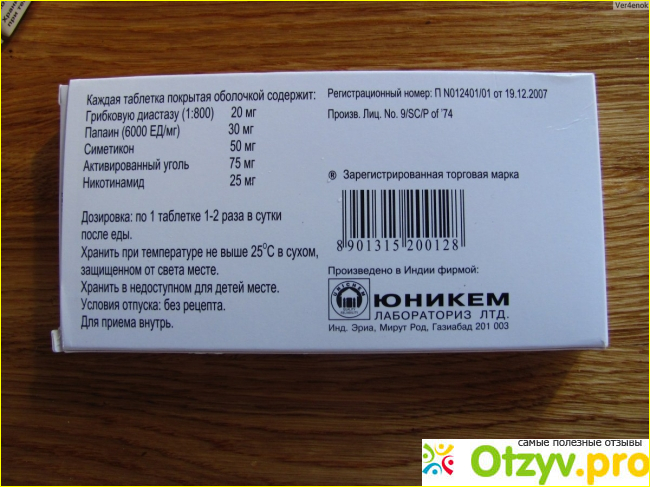 Ver4enok
Каждая таблетка покрытая оболочкой содержит:
Грибковую диастазу (1:800) 20 мг
Папаин (6000 ЕД/мг) 30 мг
Симетикон 50 мг
Активированный уголь 75 мг
Никотинамид 25 мг
Дозировка: по 1 таблетке 1-2 раза в сутки
после еды.
Хранить при температуре не выше 25°С в сухом,
защищенном от света месте.
Хранить в недоступном для детей месте.
Условия отпуска: без рецепта.
Для приема внутрь.
Регистрационный номер: П N012401/01 от 19.12.2007
Произв. Лиц. No. 9/SC/P of '74
® Зарегистрированная торговая марка
8 901315 200128
Произведено в Индии фирмой:
UNICHEM
ЮНИКЕМ
ЛАБОРАТОРИЗ ЛТД.
Инд. Эриа, Мирут Род, Газиабад 201 003
самые полезные отзывы
Otzyv.pro